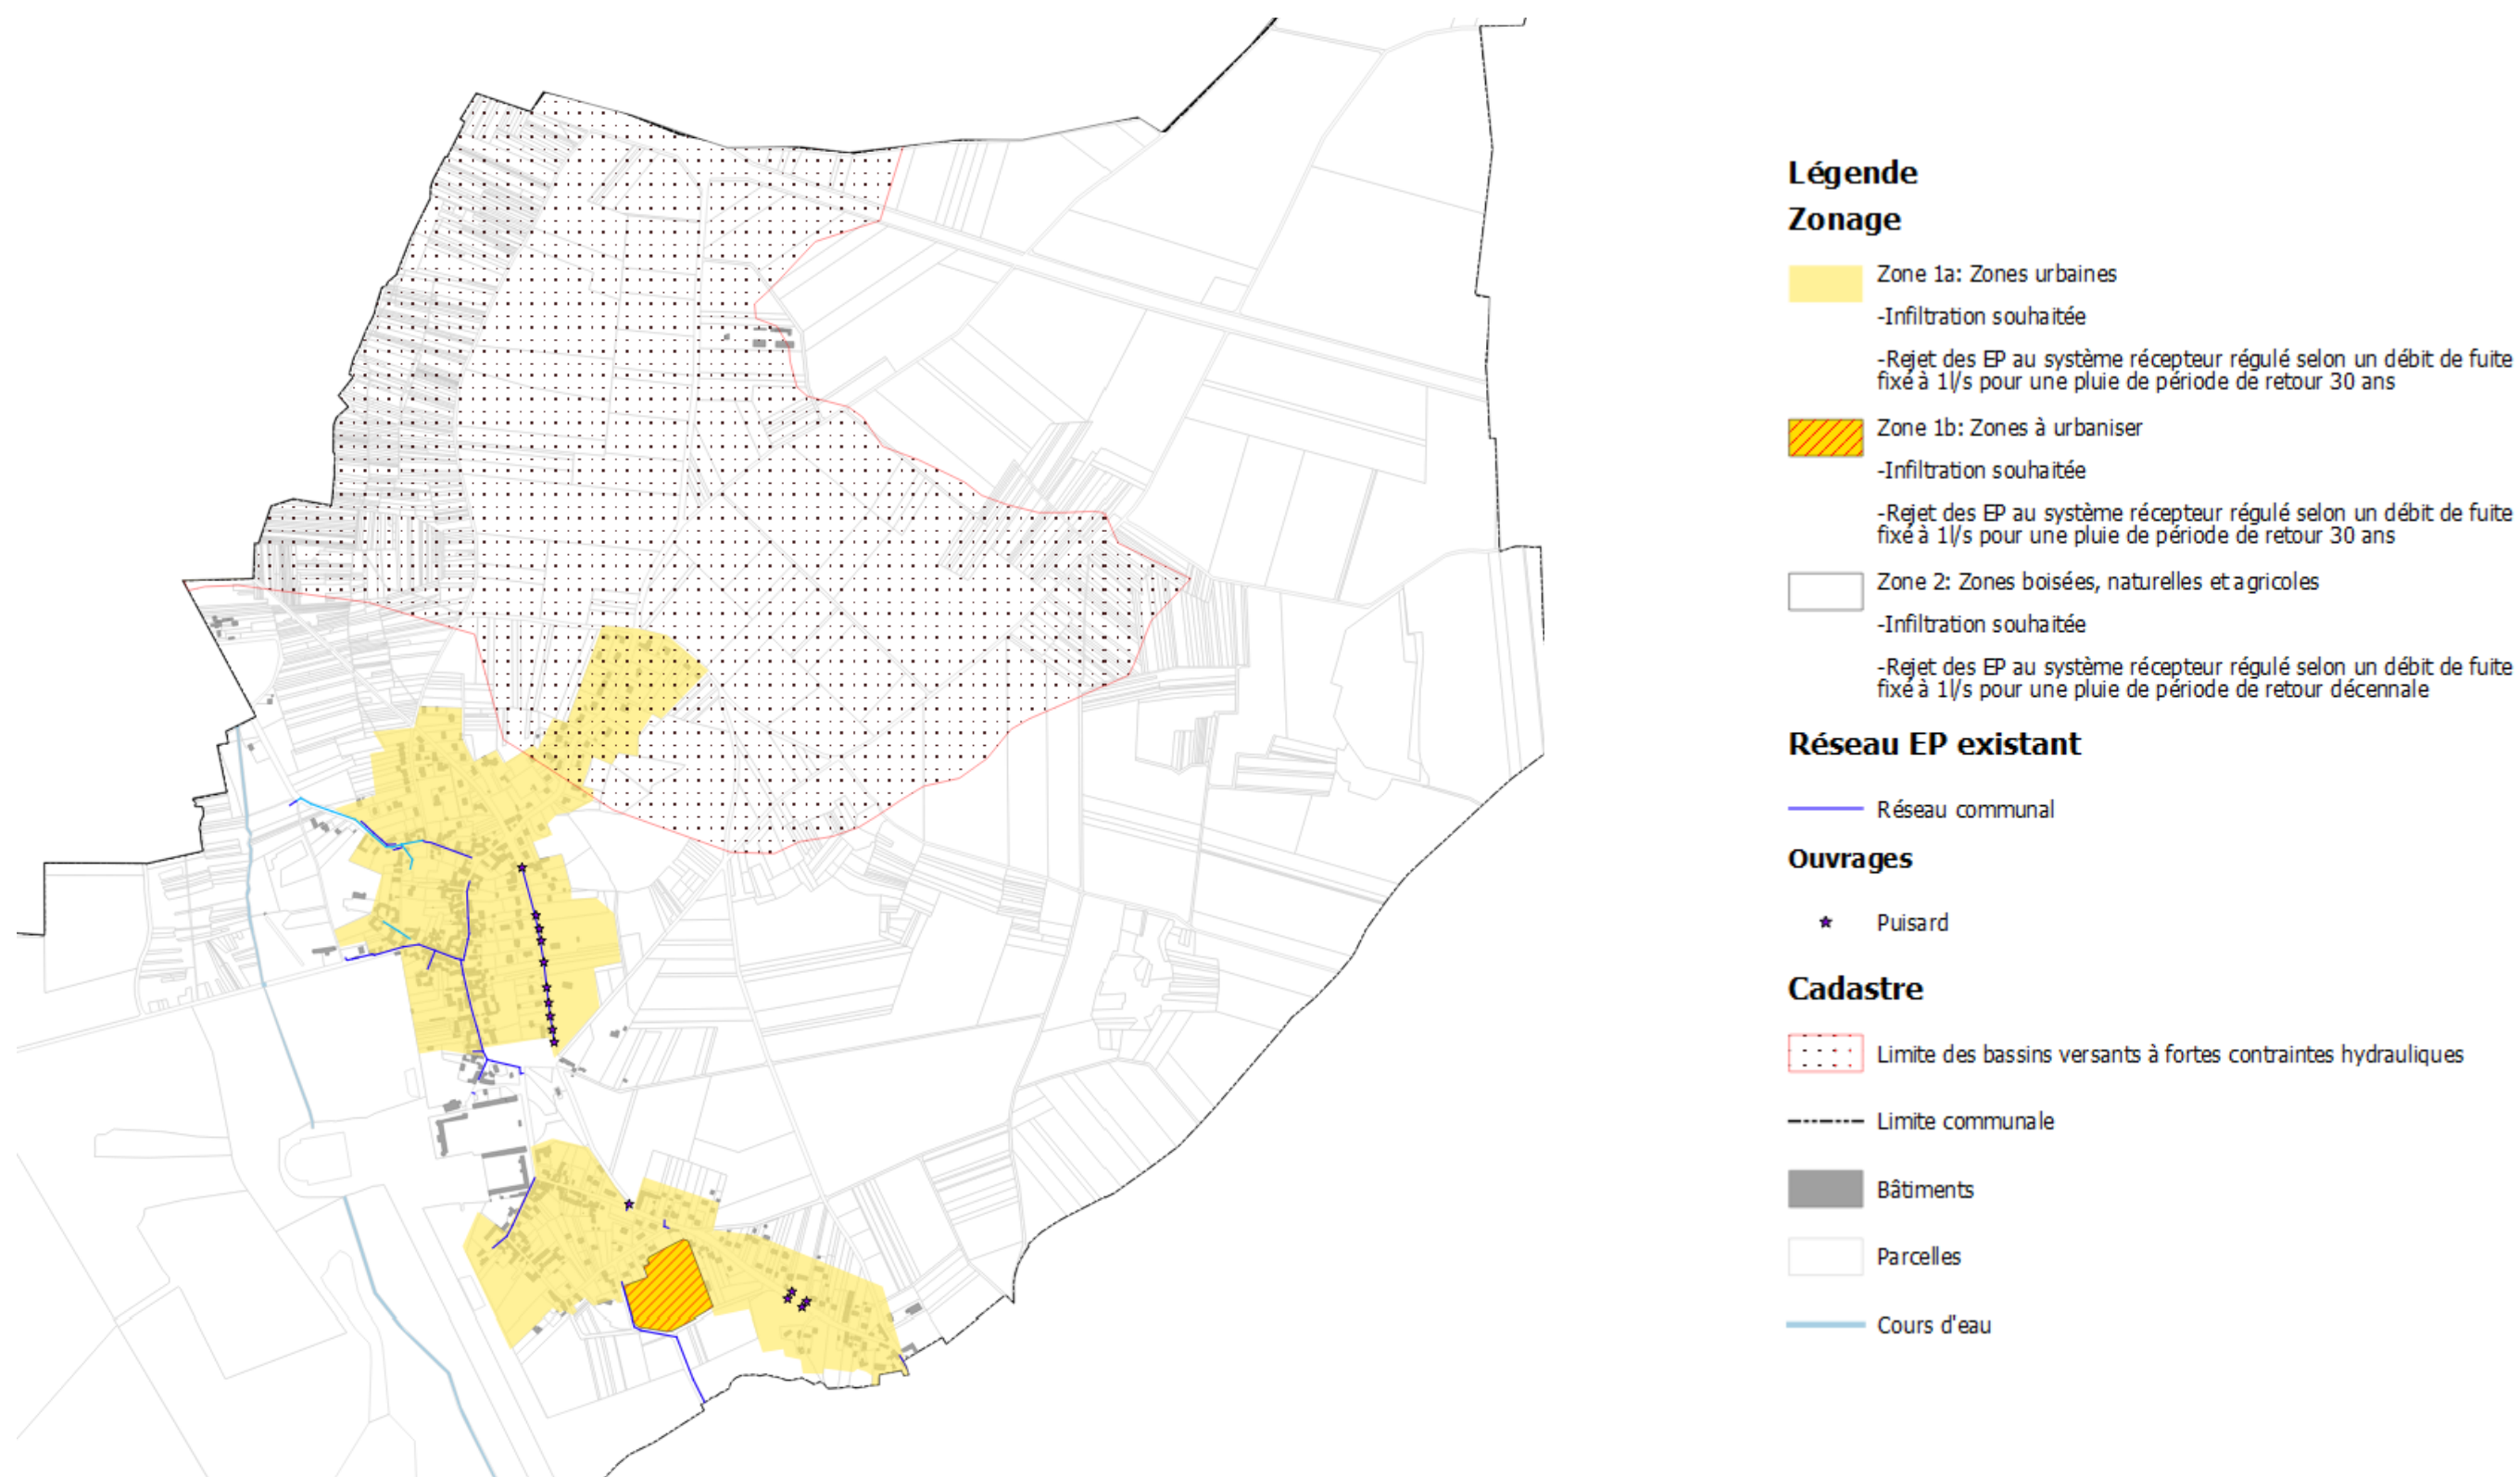 Légende
Zonage
Zone 1a: Zones urbaines
-Infiltration souhaitée
-Rejet des EP au système récepteur régulé selon un débit de fuite
fixé à 1l/s pour une pluie de période de retour 30 ans
Zone 1b: Zones à urbaniser
-Infiltration souhaitée
-Rejet des EP au système récepteur régulé selon un débit de fuite
fixé à 1l/s pour une pluie de période de retour 30 ans
Zone 2: Zones boisées, naturelles et agricoles
-Infiltration souhaitée
-Rejet des EP au système récepteur régulé selon un débit de fuite
fixé à 1l/s pour une pluie de période de retour décennale
Réseau EP existant
Réseau communal
Ouvrages
Puisard
Cadastre
Limite des bassins versants à fortes contraintes hydrauliques
Limite communale
Bâtiments
Parcelles
Cours d'eau